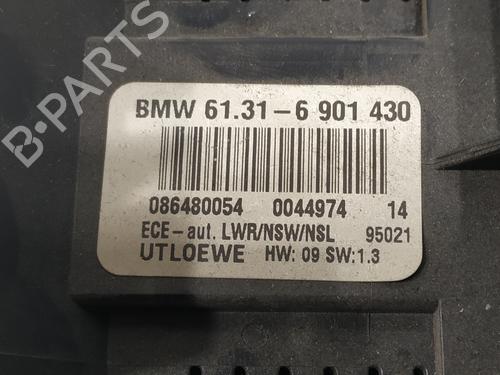 B-PARTS
BMW 61.31- 6 901 430
086480054 0044974 14
ECE-aut. LWR/NSW/NSL 95021
UTLOEWE HW: 09 SW:1.3